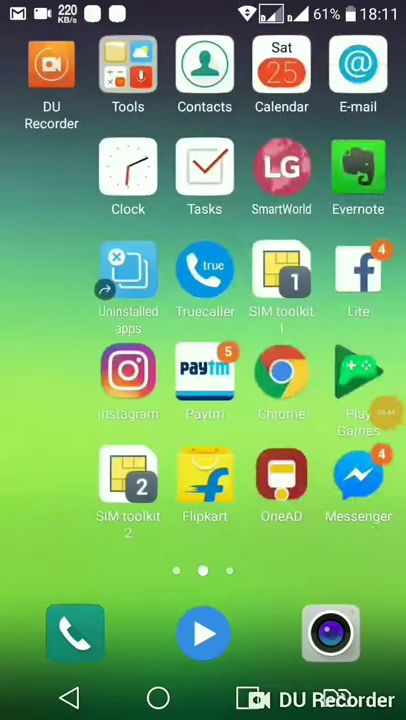 220
KB/s
61%
18:11
DU
Recorder
Tools
Contacts
Sat
25
Calendar
@
E-mail
Clock
Tasks
LG
SmartWorld
Evernote
Uninstalled
apps
true
Truecaller
1
SIM toolkit
1
4
Lite
Instagram
5
paytm
Paytm
Chrome
Play
Games
2
SIM toolkit
2
Flipkart
OneAD
4
Messenger
DU Recorder